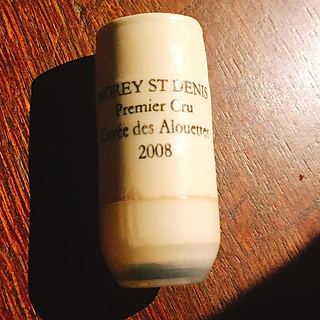 MOREY ST DENIS
Premier Cru
Cuvée des Alouettes
2008